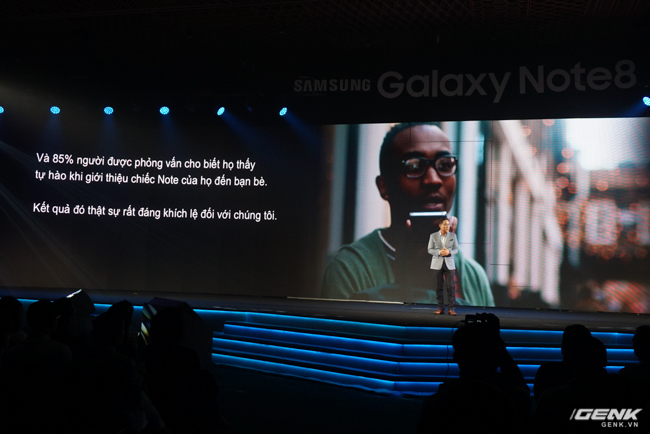 SAMSUNG Galaxy Note8
Và 85% người được phỏng vấn cho biết họ thấy
tự hào khi giới thiệu chiếc Note của họ đến bạn bè.
Kết quả đó thật sự rất đáng khích lệ đối với chúng tôi.
GENK
GENK.VN